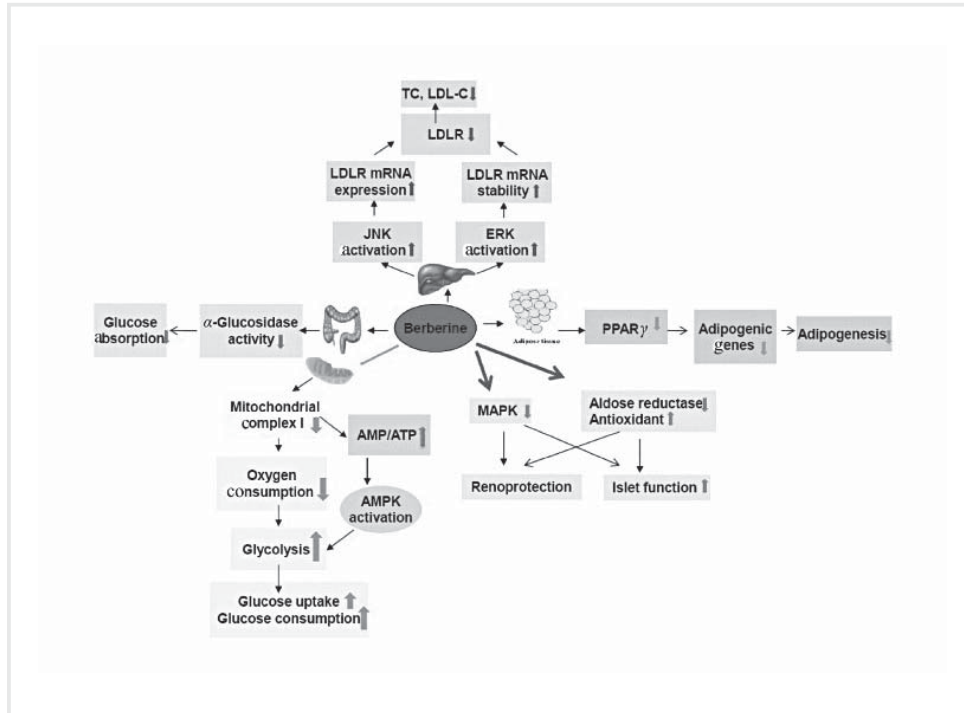 TC, LDL-C↓
LDLR↓
LDLR mRNA
expression↑
LDLR mRNA
stability↑
JNK
activation↑
ERK
activation↑
Glucose
absorption↓
α-Glucosidase
activity↓
Berberine
Adipose tissue
PPARγ↓
Adipogenic
genes↓
Adipogenesis↓
Mitochondrial
complex I↓
AMP/ATP↑
MAPK↓
Aldose reductase↓
Antioxidant↑
Oxygen
consumption↓
AMPK
activation
Renoprotection
Islet function↑
Glycolysis↑
Glucose uptake↑
Glucose consumption↑